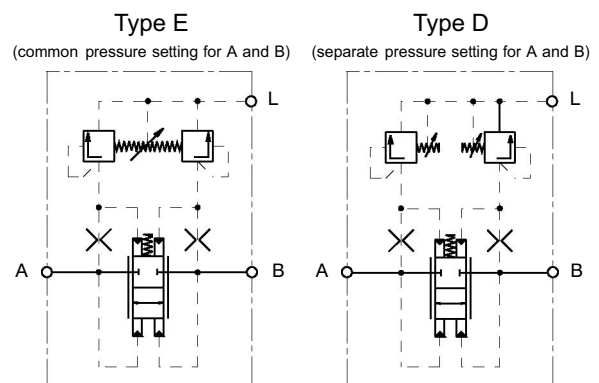 Type E
(common pressure setting for A and B)
L
A
B
Type D
(separate pressure setting for A and B)
L
A
B